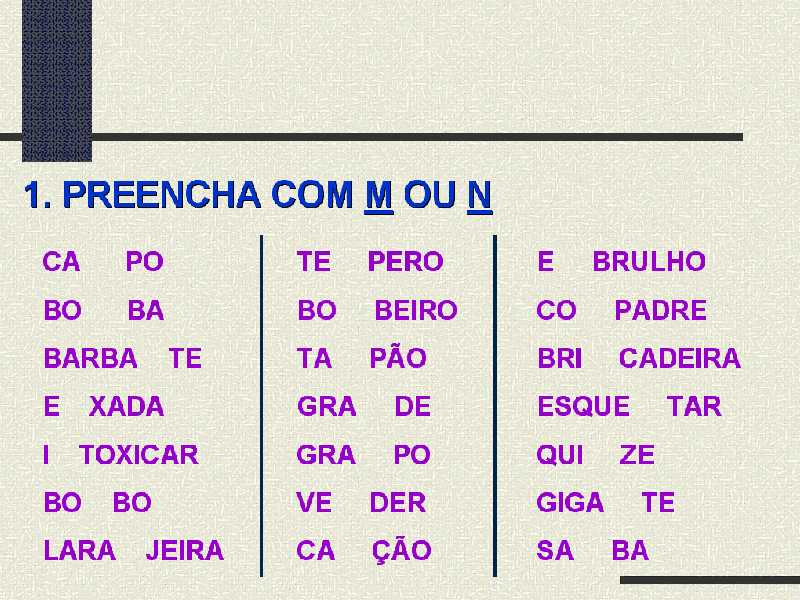 1. PREENCHA COM M OU N
CA PO
BO BA
BARBA TE
E XADA
I TOXICAR
BO BO
LARA JEIRA
TE PERO
BO BEIRO
TA PÃO
GRA DE
GRA PO
VE DER
CA ÇÃO
E BRULHO
CO PADRE
BRI CADEIRA
ESQUE TAR
QUI ZE
GIGA TE
SA BA